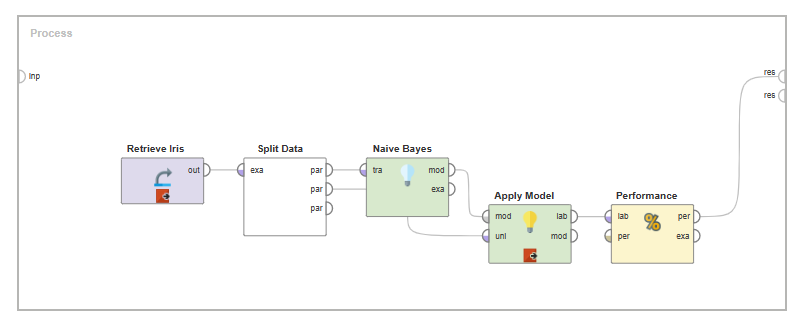 Process
inp
res
res
Retrieve Iris
out
Split Data
exa
par
par
par
Naive Bayes
tra
mod
exa
Apply Model
mod
lab
unl
mod
Performance
lab
%
per
per
exa